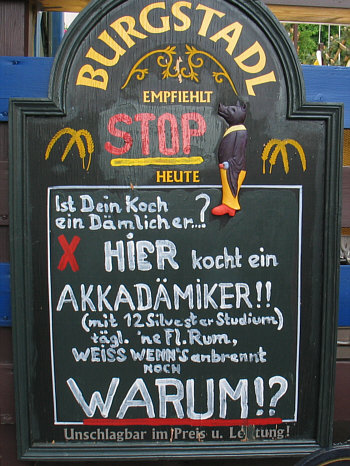 BURGSTADL
EMPFIEHLT
STOP
HEUTE
Ist Dein Koch
ein Dämlicher...?
X HIER kocht ein
AKKADÄMIKER!!
(mit 12 Silvester Studium)
tägl. 'ne Fl. Rum,
WEISS WENN'S anbrennt
NOCH
WARUM!?
Unschlagbar im Preis u. Leistung!